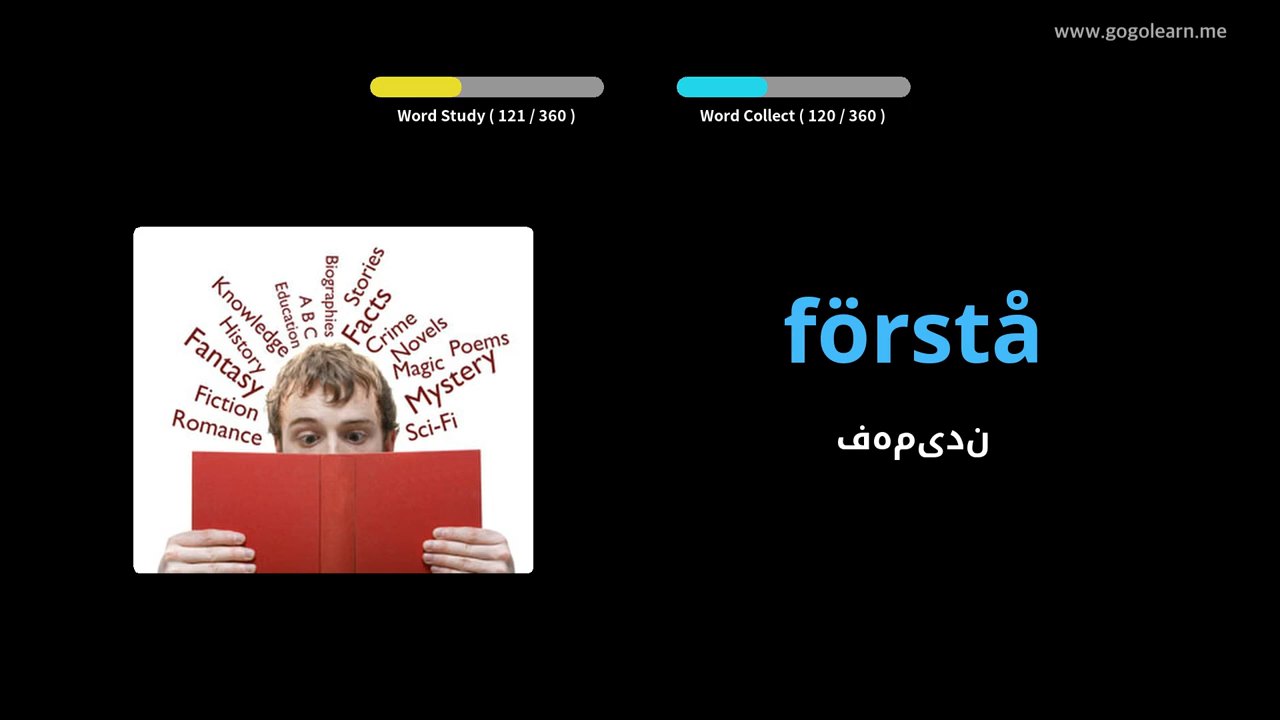 www.gogolearn.me
Word Study ( 121 / 360 )
Word Collect ( 120 / 360 )
Stories
Biographies
Facts
A B C
Education
Knowledge
History
Crime
Novels
Poems
Magic
Mystery
Fantasy
Fiction
Romance
Sci-Fi
förstå
فهمیدن